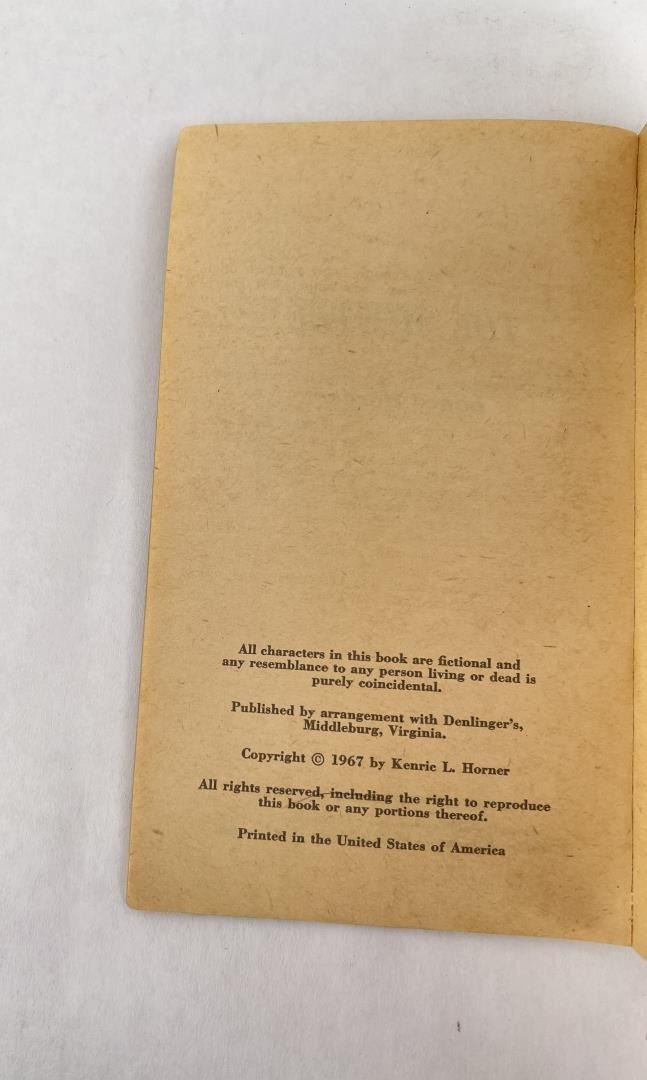 All characters in this book are fictional and
any resemblance to any person living or dead is
purely coincidental.
Published by arrangement with Denlinger's,
Middleburg, Virginia.
Copyright © 1967 by Kenric L. Horner
All rights reserved, including the right to reproduce
this book or any portions thereof.
Printed in the United States of America